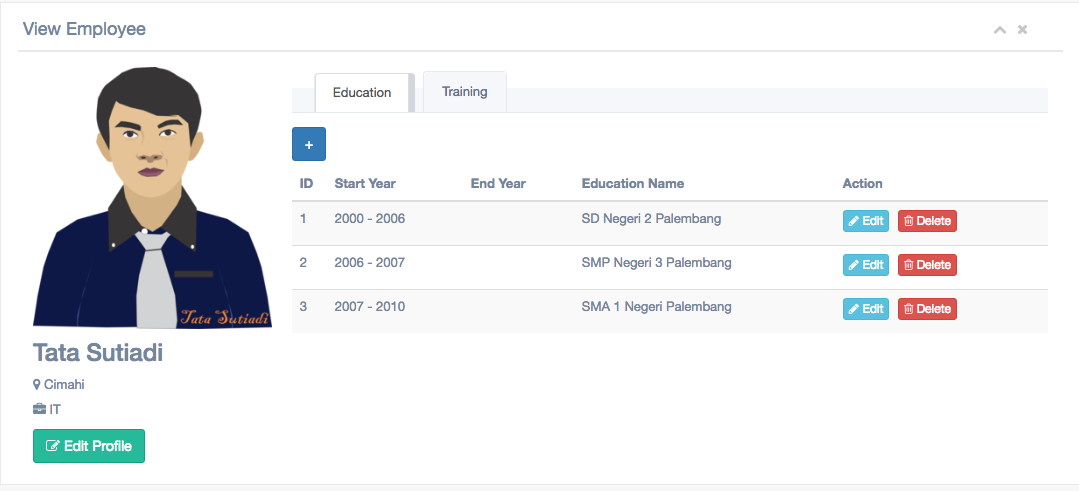 View Employee
Education
Training
+
ID Start Year End Year Education Name Action
1 2000 - 2006 SD Negeri 2 Palembang Edit Delete
2 2006 - 2007 SMP Negeri 3 Palembang Edit Delete
3 2007 - 2010 SMA 1 Negeri Palembang Edit Delete
Tata Sutiadi
Tata Sutiadi
Cimahi
IT
Edit Profile